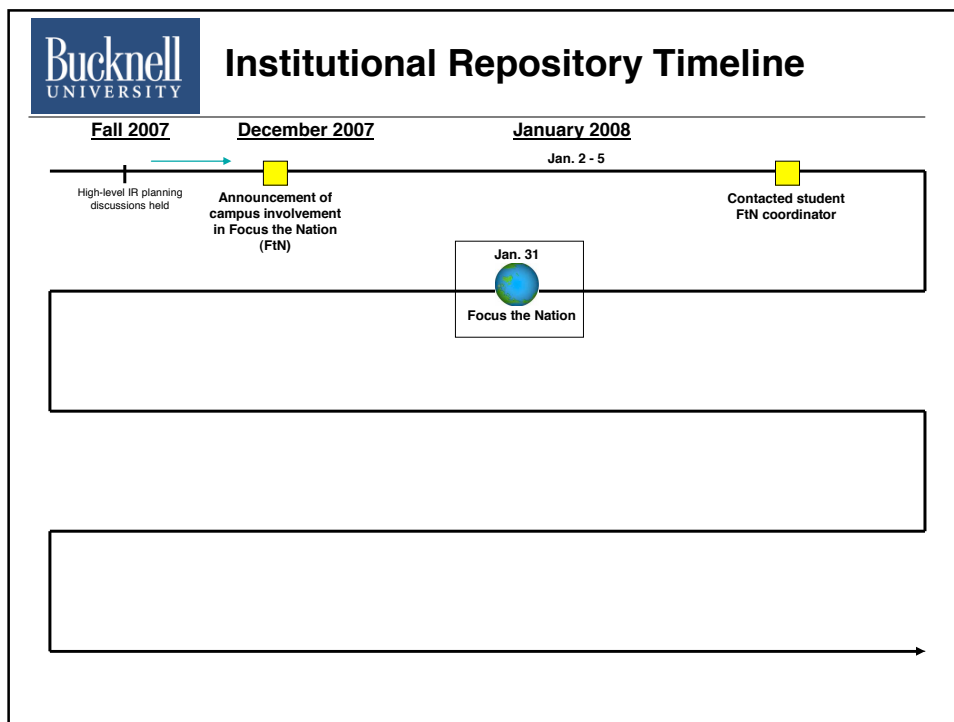 Bucknell
UNIVERSITY
Institutional Repository Timeline
Fall 2007
December 2007
January 2008
Jan. 2 - 5
High-level IR planning
discussions held
Announcement of
campus involvement
in Focus the Nation
(FtN)
Contacted student
FtN coordinator
Jan. 31
Focus the Nation